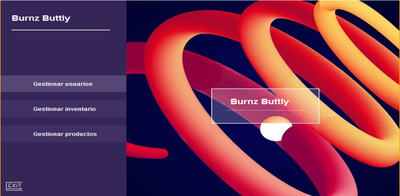 Burnz Buttly
Gestionar usuarios
Gestionar inventario
Gestionar productos
EXIT
Burnz Buttly